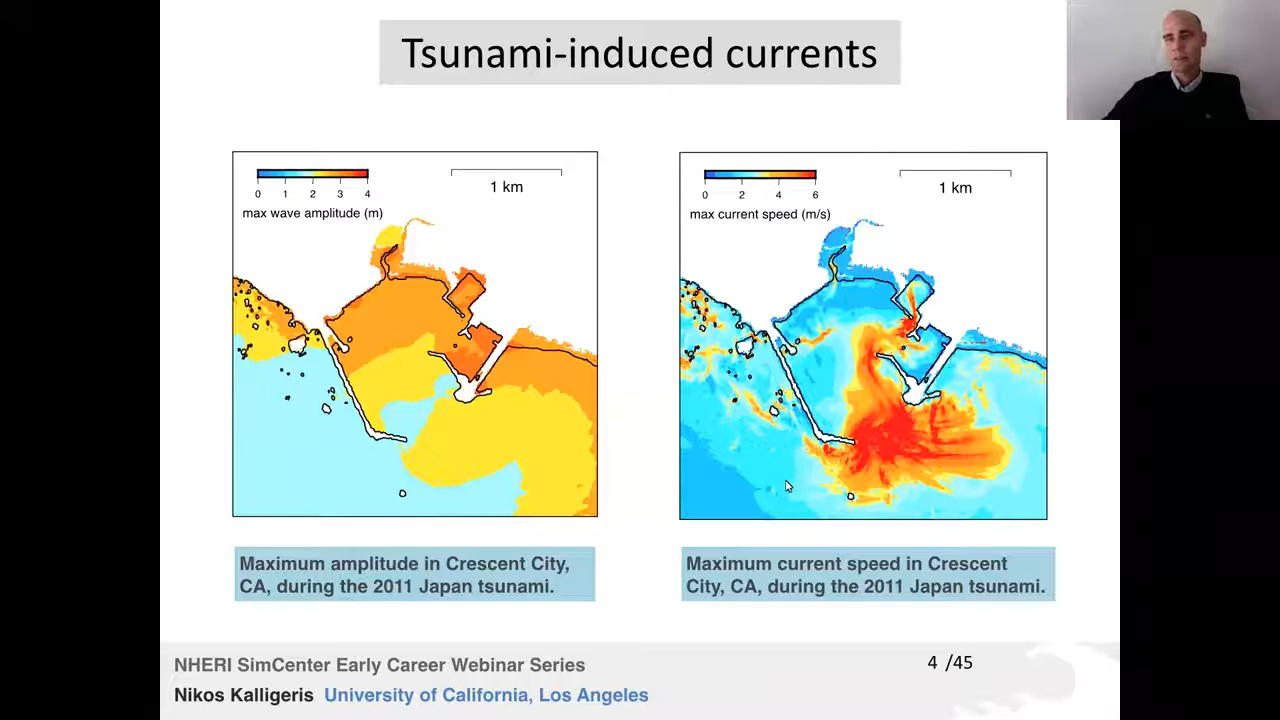 Tsunami-induced currents
0 1 2 3 4
max wave amplitude (m)
1 km
0 2 4 6
max current speed (m/s)
1 km
Maximum amplitude in Crescent City,
CA, during the 2011 Japan tsunami.
Maximum current speed in Crescent
City, CA, during the 2011 Japan tsunami.
NHERI SimCenter Early Career Webinar Series
4 /45
Nikos Kalligeris University of California, Los Angeles